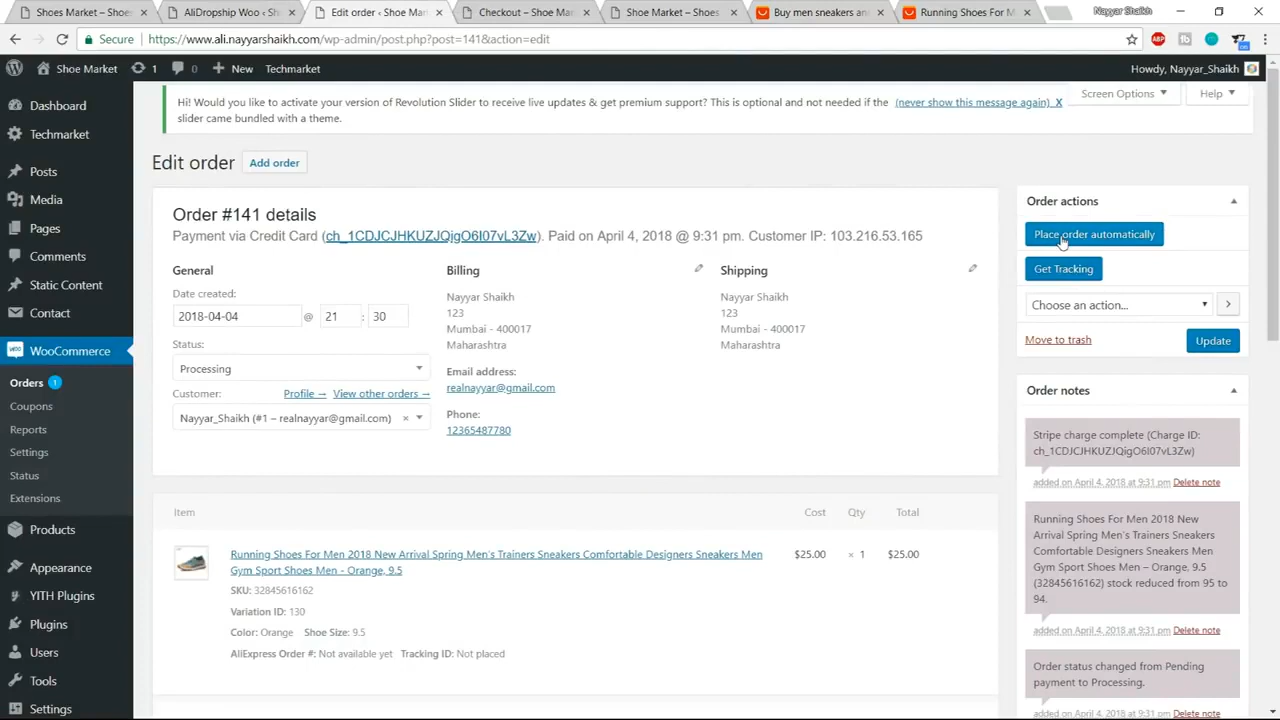 Shoes Market – Shoes M
AliDropship Woo ‹ Sh
Edit order ‹ Shoe Mark
Checkout – Shoe Mark
Shoe Market – Shoes
Buy men sneakers an
Running Shoes For M
Nayyar Shaikh
Secure
https://www.ali.nayyarshaikh.com/wp-admin/post.php?post=141&action=edit
ABP
Shoe Market
1
0
New
Techmarket
Howdy, Nayyar_Shaikh
Dashboard
Techmarket
Posts
Media
Pages
Comments
Static Content
Contact
WooCommerce
Orders 1
Coupons
Reports
Settings
Status
Extensions
Products
Appearance
YITH Plugins
Plugins
Users
Tools
Settings
Hi! Would you like to activate your version of Revolution Slider to receive live updates & get premium support? This is optional and not needed if the
slider came bundled with a theme.
(never show this message again) X
Screen Options
Help
Edit order
Add order
Order #141 details
Payment via Credit Card (ch_1CDJCJHKUZJQigO6I07vL3Zw). Paid on April 4, 2018 @ 9:31 pm. Customer IP: 103.216.53.165
General
Date created:
2018-04-04 @ 21 : 30
Status:
Processing
Customer: Profile → View other orders →
Nayyar_Shaikh (#1 – realnayyar@gmail.com) ×
Billing
Nayyar Shaikh
123
Mumbai - 400017
Maharashtra
Email address:
realnayyar@gmail.com
Phone:
12365487780
Shipping
Nayyar Shaikh
123
Mumbai - 400017
Maharashtra
Item Cost Qty Total
Running Shoes For Men 2018 New Arrival Spring Men's Trainers Sneakers Comfortable Designers Sneakers Men
Gym Sport Shoes Men - Orange, 9.5
$25.00 × 1 $25.00
SKU: 32845616162
Variation ID: 130
Color: Orange Shoe Size: 9.5
AliExpress Order #: Not available yet Tracking ID: Not placed
Order actions
Place order automatically
Get Tracking
Choose an action...
Move to trash
Update
Order notes
Stripe charge complete (Charge ID:
ch_1CDJCJHKUZJQigO6I07vL3Zw)
added on April 4, 2018 at 9:31 pm Delete note
Running Shoes For Men 2018 New
Arrival Spring Men's Trainers Sneakers
Comfortable Designers Sneakers Men
Gym Sport Shoes Men – Orange, 9.5
(32845616162) stock reduced from 95 to
94.
added on April 4, 2018 at 9:31 pm Delete note
Order status changed from Pending
payment to Processing.
added on April 4, 2018 at 9:31 pm Delete note